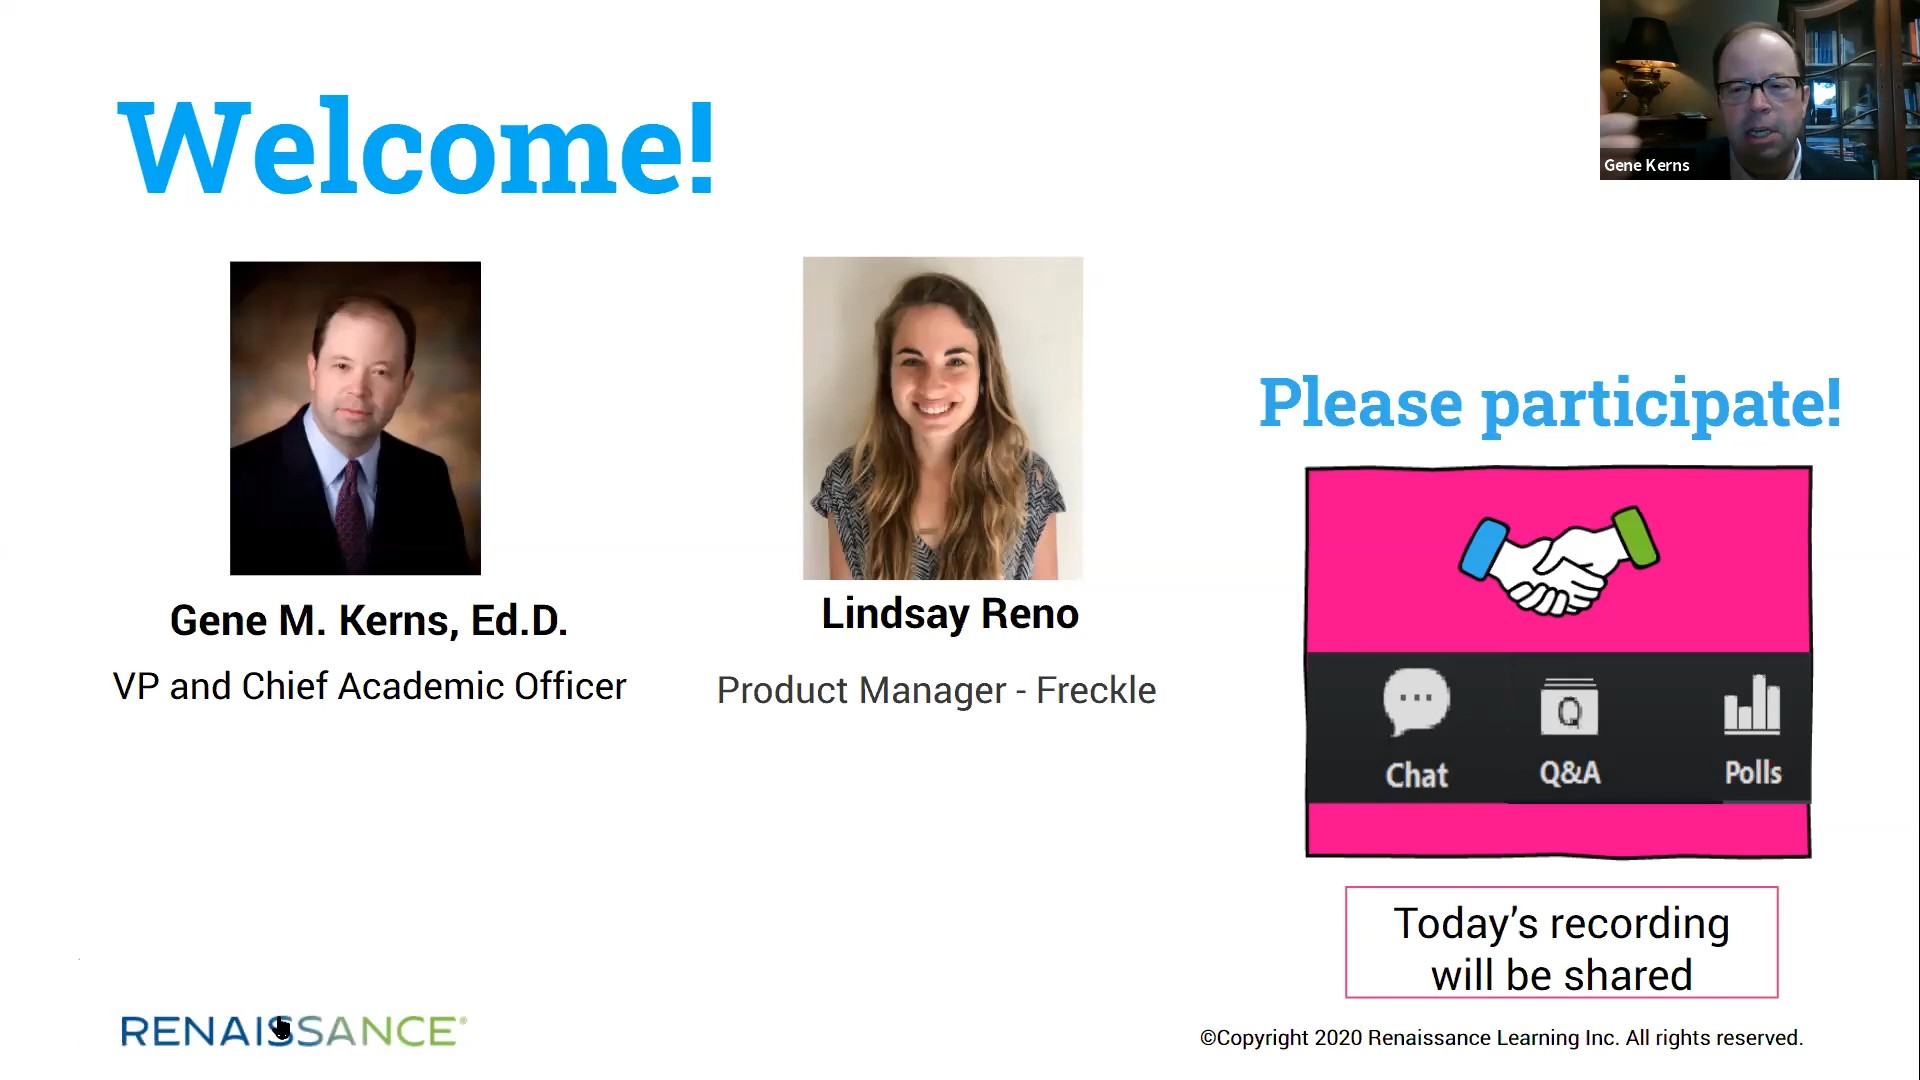 Welcome!
Gene Kerns
Please participate!
Gene M. Kerns, Ed.D.
VP and Chief Academic Officer
Lindsay Reno
Product Manager - Freckle
Q
Chat
Q&A
Polls
Today’s recording
will be shared
RENAISSANCE®
©Copyright 2020 Renaissance Learning Inc. All rights reserved.